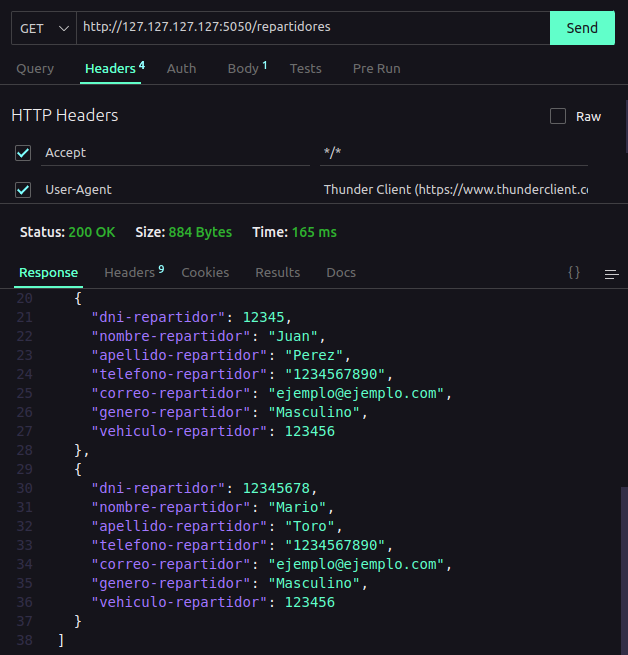 GET http://127.127.127.127:5050/repartidores Send
Query Headers 4 Auth Body 1 Tests Pre Run
HTTP Headers Raw
Accept */*
User-Agent Thunder Client (https://www.thunderclient.co
Status: 200 OK Size: 884 Bytes Time: 165 ms
Response Headers 9 Cookies Results Docs {}
20 {
21 "dni-repartidor": 12345,
22 "nombre-repartidor": "Juan",
23 "apellido-repartidor": "Perez",
24 "telefono-repartidor": "1234567890",
25 "correo-repartidor": "ejemplo@ejemplo.com",
26 "genero-repartidor": "Masculino",
27 "vehiculo-repartidor": 123456
28 },
29 {
30 "dni-repartidor": 12345678,
31 "nombre-repartidor": "Mario",
32 "apellido-repartidor": "Toro",
33 "telefono-repartidor": "1234567890",
34 "correo-repartidor": "ejemplo@ejemplo.com",
35 "genero-repartidor": "Masculino",
36 "vehiculo-repartidor": 123456
37 }
38 ]